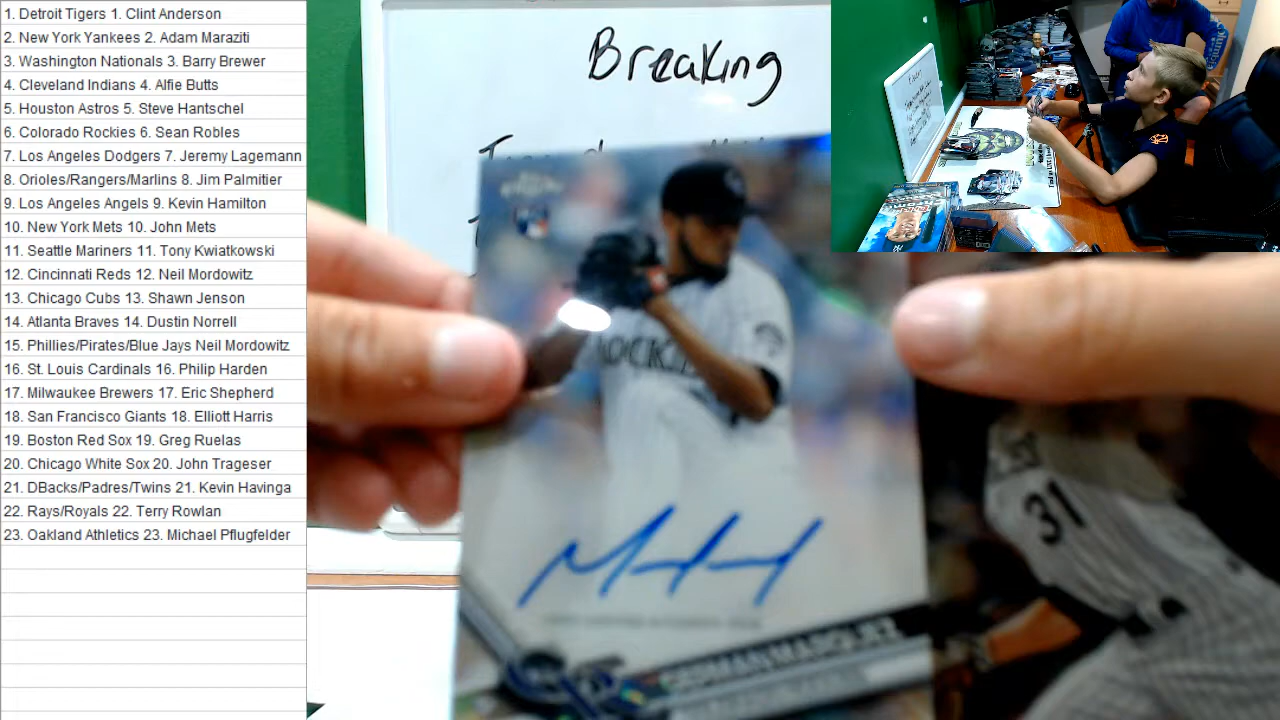 1. Detroit Tigers 1. Clint Anderson
2. New York Yankees 2. Adam Maraziti
3. Washington Nationals 3. Barry Brewer
4. Cleveland Indians 4. Alfie Butts
5. Houston Astros 5. Steve Hantschel
6. Colorado Rockies 6. Sean Robles
7. Los Angeles Dodgers 7. Jeremy Lagemann
8. Orioles/Rangers/Marlins 8. Jim Palmitier
9. Los Angeles Angels 9. Kevin Hamilton
10. New York Mets 10. John Mets
11. Seattle Mariners 11. Tony Kwiatkowski
12. Cincinnati Reds 12. Neil Mordowitz
13. Chicago Cubs 13. Shawn Jenson
14. Atlanta Braves 14. Dustin Norrell
15. Phillies/Pirates/Blue Jays Neil Mordowitz
16. St. Louis Cardinals 16. Philip Harden
17. Milwaukee Brewers 17. Eric Shepherd
18. San Francisco Giants 18. Elliott Harris
19. Boston Red Sox 19. Greg Ruelas
20. Chicago White Sox 20. John Trageser
21. DBacks/Padres/Twins 21. Kevin Havinga
22. Rays/Royals 22. Terry Rowlan
23. Oakland Athletics 23. Michael Pflugfelder
Breaking
GERMAN MARQUEZ
31